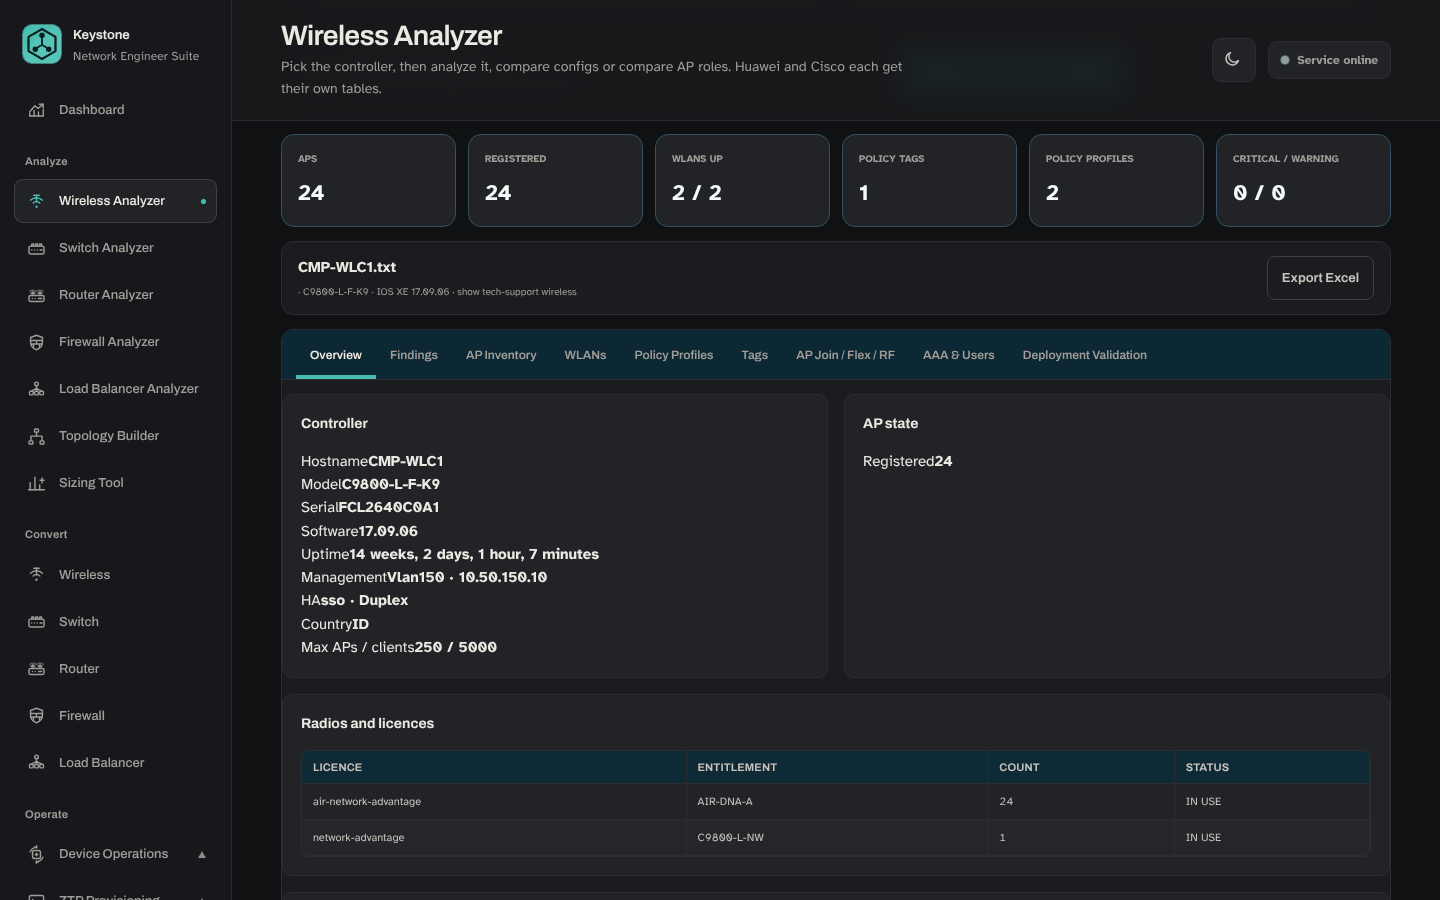 Keystone
Network Engineer Suite
Dashboard
Analyze
Wireless Analyzer
Switch Analyzer
Router Analyzer
Firewall Analyzer
Load Balancer Analyzer
Topology Builder
Sizing Tool
Convert
Wireless
Switch
Router
Firewall
Load Balancer
Operate
Device Operations
ZTP Provisioning
Wireless Analyzer
Pick the controller, then analyze it, compare configs or compare AP roles. Huawei and Cisco each get
their own tables.
Service online
APS
24
REGISTERED
24
WLANS UP
2 / 2
POLICY TAGS
1
POLICY PROFILES
2
CRITICAL / WARNING
0 / 0
CMP-WLC1.txt
· C9800-L-F-K9 · IOS XE 17.09.06 · show tech-support wireless
Export Excel
Overview Findings AP Inventory WLANs Policy Profiles Tags AP Join / Flex / RF AAA & Users Deployment Validation
Controller
HostnameCMP-WLC1
ModelC9800-L-F-K9
SerialFCL2640C0A1
Software17.09.06
Uptime14 weeks, 2 days, 1 hour, 7 minutes
ManagementVlan150 · 10.50.150.10
HAsso · Duplex
CountryID
Max APs / clients250 / 5000
AP state
Registered24
Radios and licences
LICENCE ENTITLEMENT COUNT STATUS
air-network-advantage AIR-DNA-A 24 IN USE
network-advantage C9800-L-NW 1 IN USE